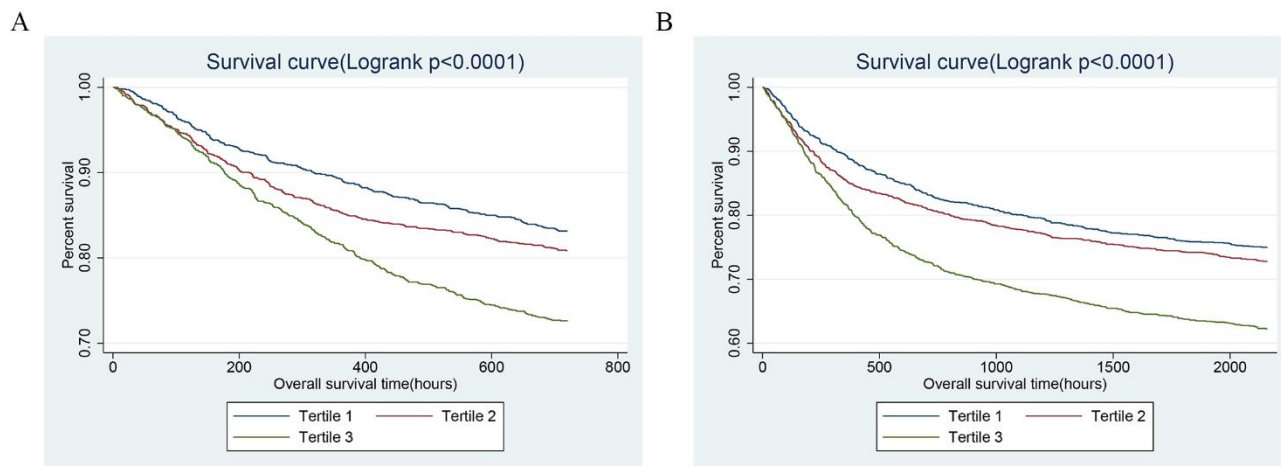 A
Survival curve(Logrank p<0.0001)
Percent survival
1.00
0.90
0.80
0.70
0 200 400 600 800
Overall survival time(hours)
Tertile 1 Tertile 2
Tertile 3
B
Survival curve(Logrank p<0.0001)
Percent survival
1.00
0.90
0.80
0.70
0.60
0 500 1000 1500 2000
Overall survival time(hours)
Tertile 1 Tertile 2
Tertile 3